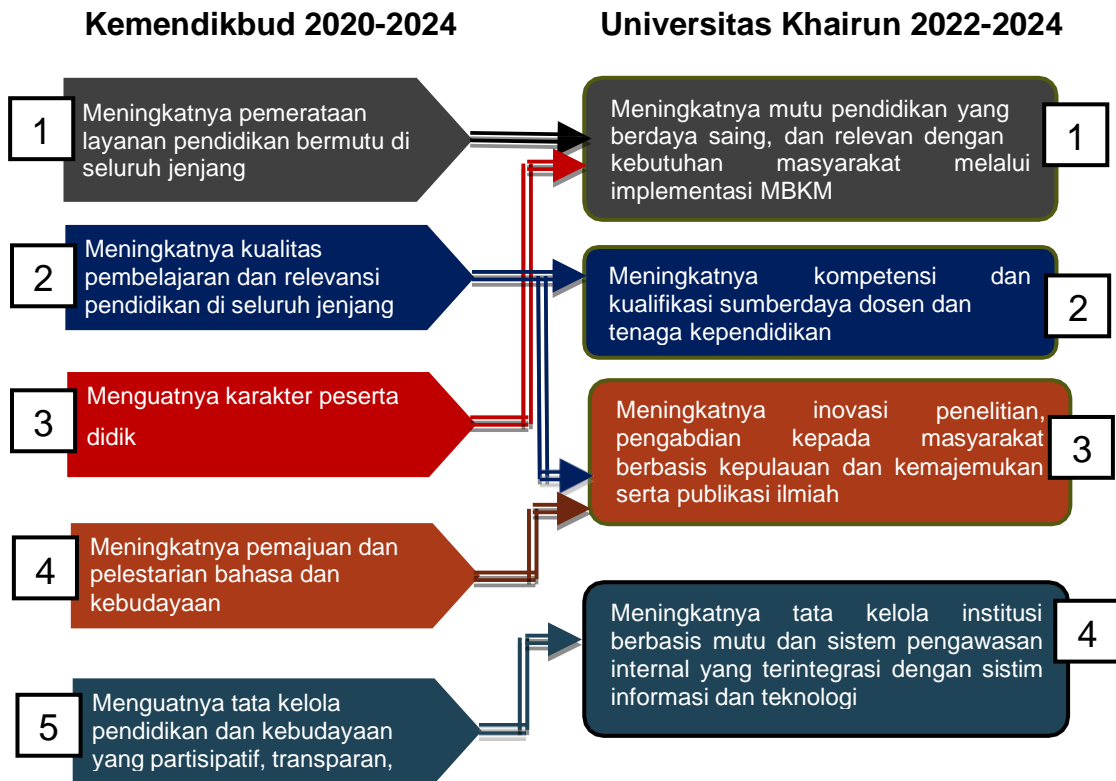 Kemendikbud 2020-2024
Universitas Khairun 2022-2024
1
Meningkatnya pemerataan
layanan pendidikan bermutu di
seluruh jenjang
2
Meningkatnya kualitas
pembelajaran dan relevansi
pendidikan di seluruh jenjang
3
Menguatnya karakter peserta
didik
4
Meningkatnya pemajuan dan
pelestarian bahasa dan
kebudayaan
5
Menguatnya tata kelola
pendidikan dan kebudayaan
yang partisipatif, transparan,
Meningkatnya mutu pendidikan yang
berdaya saing, dan relevan dengan
kebutuhan masyarakat melalui
implementasi MBKM
1
Meningkatnya kompetensi dan
kualifikasi sumberdaya dosen dan
tenaga kependidikan
2
Meningkatnya inovasi penelitian,
pengabdian kepada masyarakat
berbasis kepulauan dan kemajemukan
serta publikasi ilmiah
3
Meningkatnya tata kelola institusi
berbasis mutu dan sistem pengawasan
internal yang terintegrasi dengan sistim
informasi dan teknologi
4